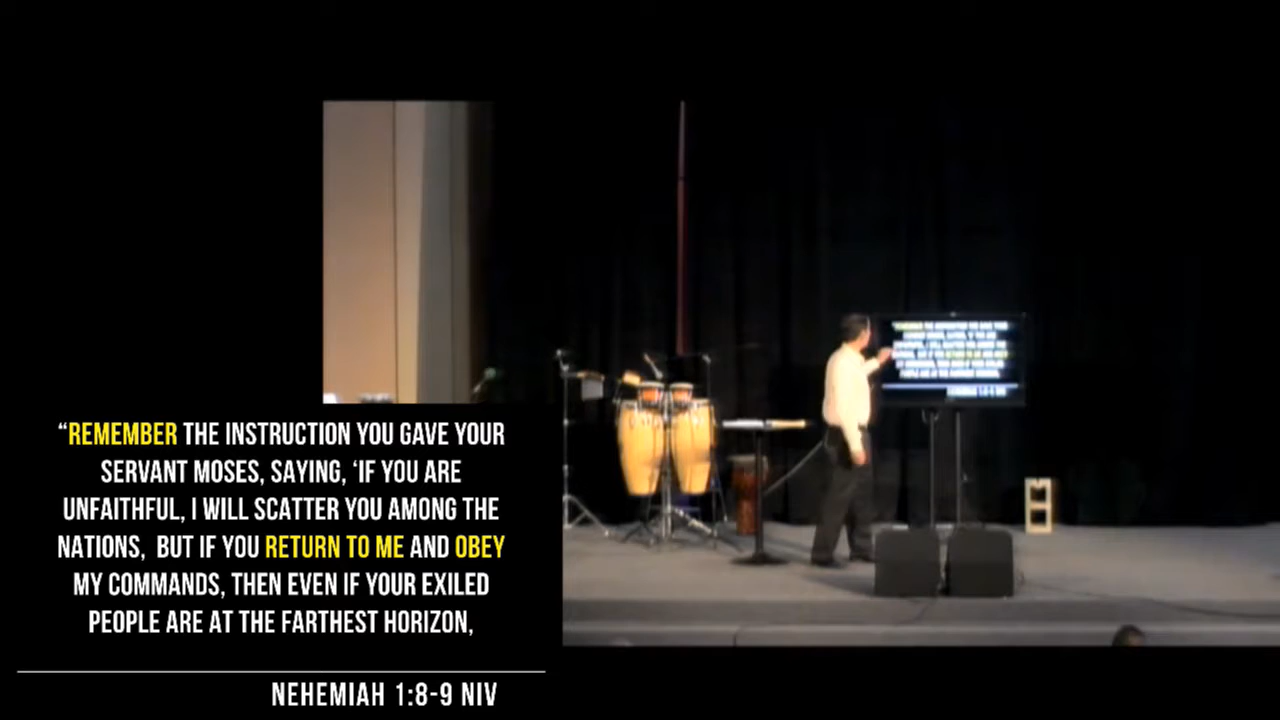 “REMEMBER THE INSTRUCTION YOU GAVE YOUR
SERVANT MOSES, SAYING, ‘IF YOU ARE
UNFAITHFUL, I WILL SCATTER YOU AMONG THE
NATIONS,  BUT IF YOU RETURN TO ME AND OBEY
MY COMMANDS, THEN EVEN IF YOUR EXILED
PEOPLE ARE AT THE FARTHEST HORIZON,
NEHEMIAH 1:8-9 NIV